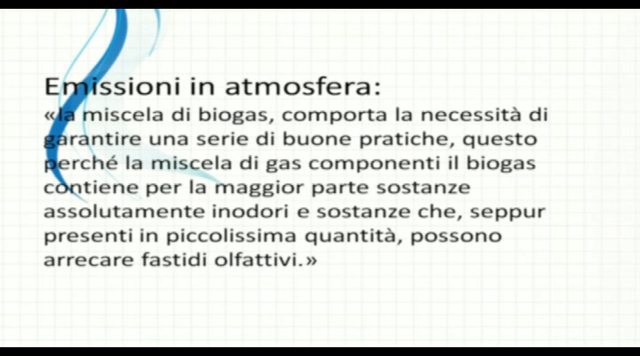 Emissioni in atmosfera:
«la miscela di biogas, comporta la necessità di
garantire una serie di buone pratiche, questo
perché la miscela di gas componenti il biogas
contiene per la maggior parte sostanze
assolutamente inodori e sostanze che, seppur
presenti in piccolissima quantità, possono
arrecare fastidi olfattivi.»